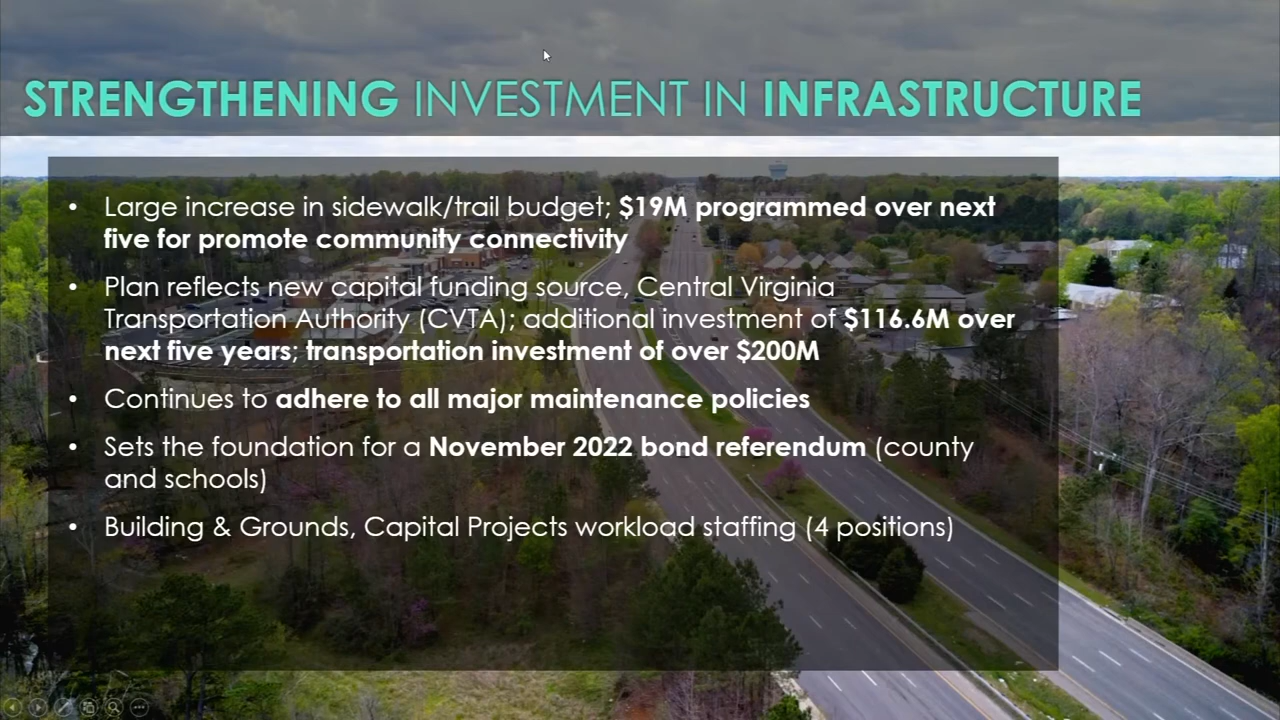 STRENGTHENING INVESTMENT IN INFRASTRUCTURE
• Large increase in sidewalk/trail budget; $19M programmed over next
five for promote community connectivity
• Plan reflects new capital funding source, Central Virginia
Transportation Authority (CVTA); additional investment of $116.6M over
next five years; transportation investment of over $200M
• Continues to adhere to all major maintenance policies
• Sets the foundation for a November 2022 bond referendum (county
and schools)
• Building & Grounds, Capital Projects workload staffing (4 positions)